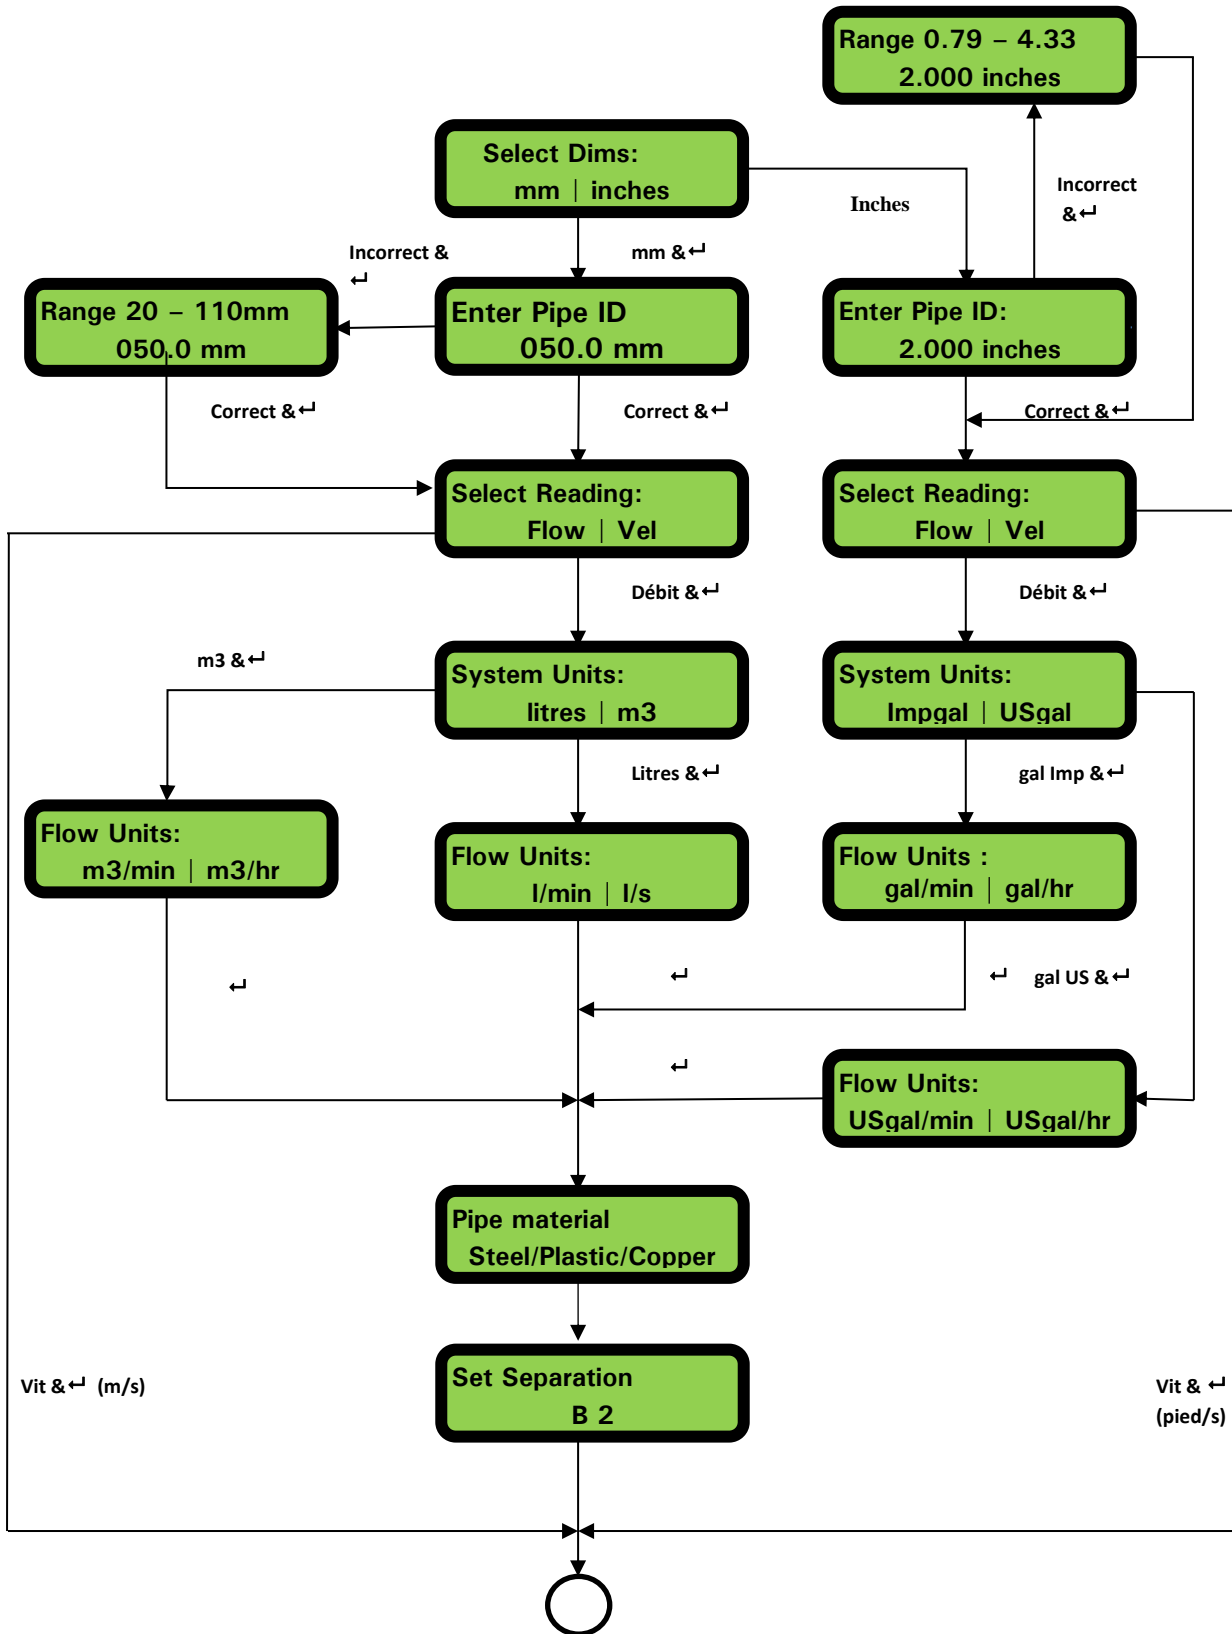 Range 0.79 – 4.33
2.000 inches
Select Dims:
mm | inches
Inches
Incorrect
& ↵
Incorrect &
↵
mm & ↵
Range 20 – 110mm
050.0 mm
Enter Pipe ID
050.0 mm
Enter Pipe ID:
2.000 inches
Correct & ↵
Correct & ↵
Correct & ↵
Select Reading:
Flow | Vel
Select Reading:
Flow | Vel
Débit & ↵
Débit & ↵
m3 & ↵
System Units:
litres | m3
System Units:
Impgal | USgal
Litres & ↵
gal Imp & ↵
Flow Units:
m3/min | m3/hr
Flow Units:
l/min | l/s
Flow Units :
gal/min | gal/hr
↵
↵
↵
gal US & ↵
↵
Flow Units:
USgal/min | USgal/hr
Pipe material
Steel/Plastic/Copper
Set Separation
B 2
Vit & ↵ (m/s)
Vit & ↵
(pied/s)